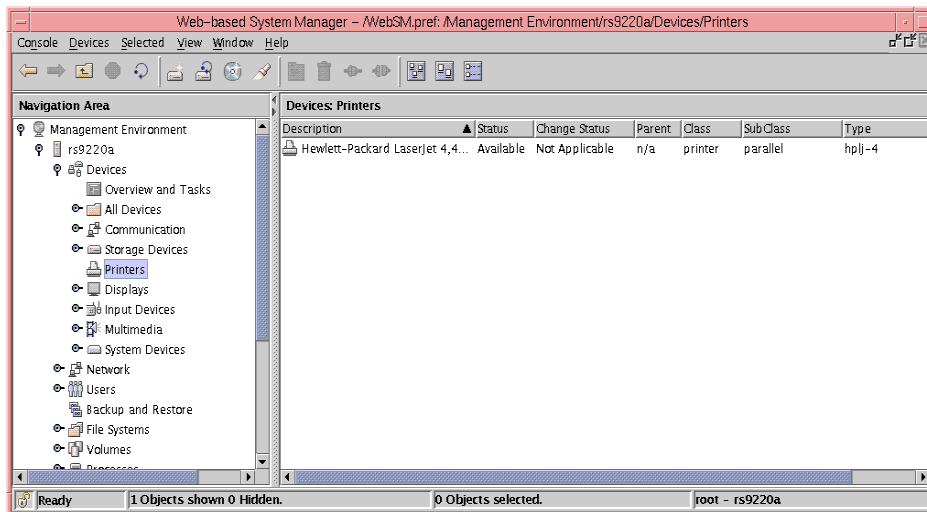 Web-based System Manager - /WebSM.pref: /Management Environment/rs9220a/Devices/Printers
Console Devices Selected View Window Help
Navigation Area
Management Environment
rs9220a
Devices
Overview and Tasks
All Devices
Communication
Storage Devices
Printers
Displays
Input Devices
Multimedia
System Devices
Network
Users
Backup and Restore
File Systems
Volumes
Processes
Devices: Printers
Description Status Change Status Parent Class SubClass Type
Hewlett-Packard LaserJet 4,4... Available Not Applicable n/a printer parallel hplj-4
Ready 1 Objects shown 0 Hidden. 0 Objects selected. root - rs9220a